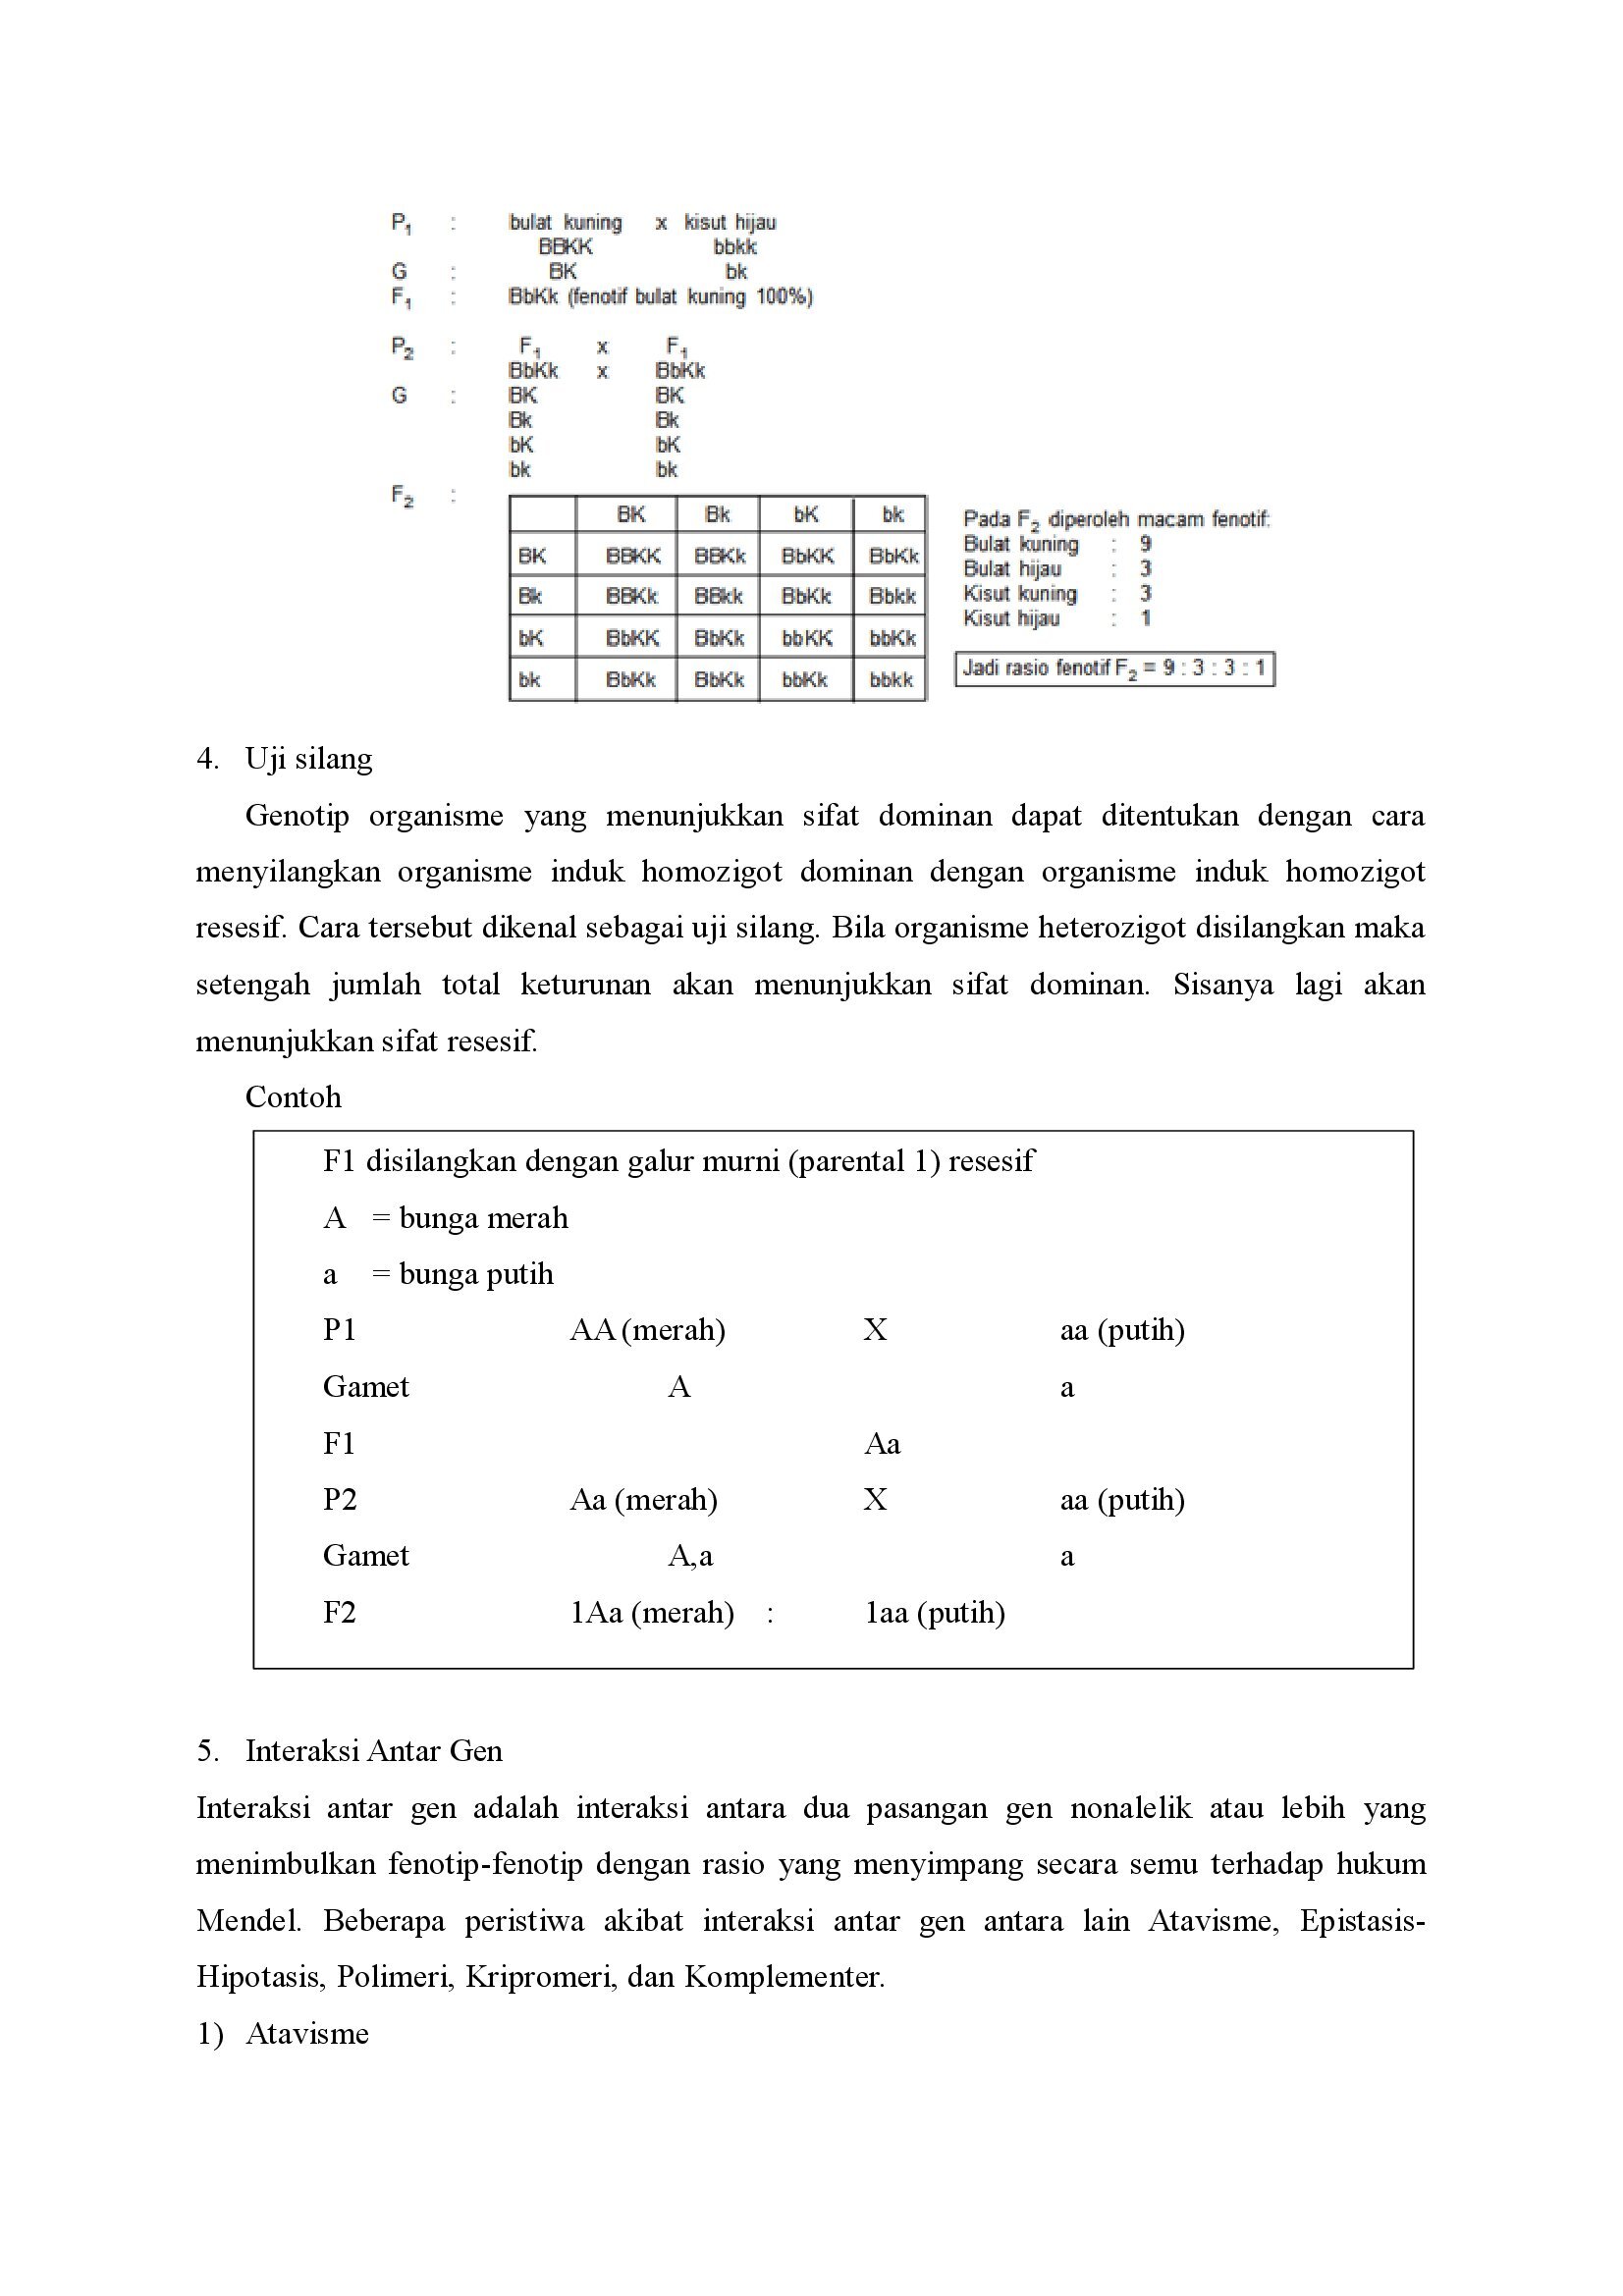 P1 : bulat kuning x kisut hijau
BBKK bbkk
G : BK bk
F1 : BbKk (fenotif bulat kuning 100%)
P2 : F1 x F1
BbKk x BbKk
G : BK BK
Bk Bk
bK bK
bk bk
F2 :
BK Bk bK bk
BK BBKK BBKk BbKK BbKk
Bk BBKk BBkk BbKk Bbkk
bK BbKK BbKk bbKK bbKk
bk BbKk BbKk bbKk bbkk
Pada F2 diperoleh macam fenotif:
Bulat kuning : 9
Bulat hijau : 3
Kisut kuning : 3
Kisut hijau : 1
Jadi rasio fenotif F2 = 9 : 3 : 3 : 1
4. Uji silang
Genotip organisme yang menunjukkan sifat dominan dapat ditentukan dengan cara
menyilangkan organisme induk homozigot dominan dengan organisme induk homozigot
resesif. Cara tersebut dikenal sebagai uji silang. Bila organisme heterozigot disilangkan maka
setengah jumlah total keturunan akan menunjukkan sifat dominan. Sisanya lagi akan
menunjukkan sifat resesif.
Contoh
F1 disilangkan dengan galur murni (parental 1) resesif
A = bunga merah
a = bunga putih
P1 AA (merah) X aa (putih)
Gamet A a
F1 Aa
P2 Aa (merah) X aa (putih)
Gamet A,a a
F2 1Aa (merah) : 1aa (putih)
5. Interaksi Antar Gen
Interaksi antar gen adalah interaksi antara dua pasangan gen nonalelik atau lebih yang
menimbulkan fenotip-fenotip dengan rasio yang menyimpang secara semu terhadap hukum
Mendel. Beberapa peristiwa akibat interaksi antar gen antara lain Atavisme, Epistasis-
Hipotasis, Polimeri, Kripromeri, dan Komplementer.
1) Atavisme